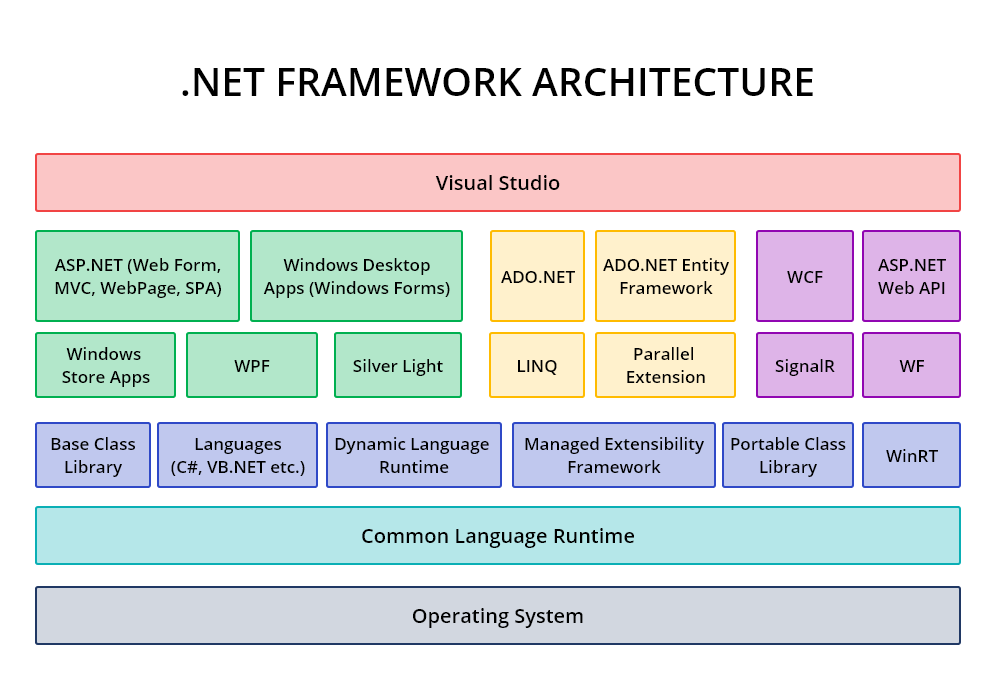 .NET FRAMEWORK ARCHITECTURE
Visual Studio
ASP.NET (Web Form,
MVC, WebPage, SPA)
Windows Desktop
Apps (Windows Forms)
ADO.NET
ADO.NET Entity
Framework
WCF
ASP.NET
Web API
Windows
Store Apps
WPF
Silver Light
LINQ
Parallel
Extension
SignalR
WF
Base Class
Library
Languages
(C#, VB.NET etc.)
Dynamic Language
Runtime
Managed Extensibility
Framework
Portable Class
Library
WinRT
Common Language Runtime
Operating System